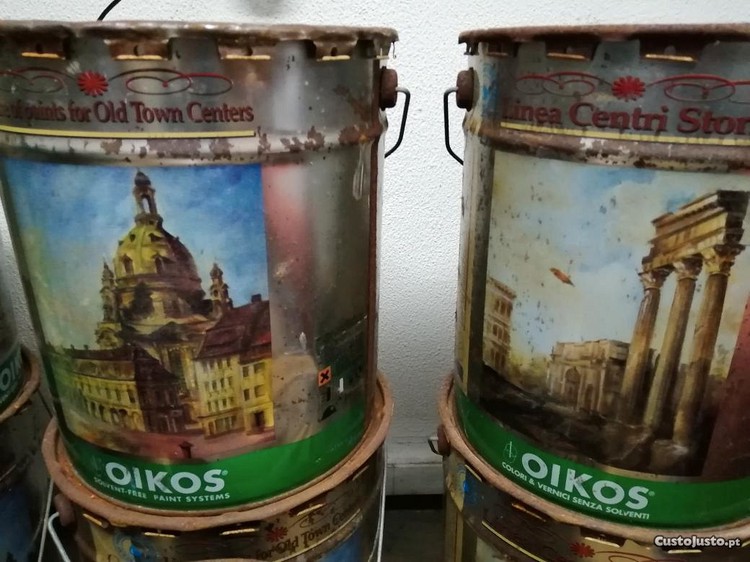 paints for Old Town Centers
OIKOS®
SOLVENT-FREE PAINT SYSTEMS
for Old Town
Linea Centri Stor
OIKOS®
COLORI & VERNICI SENZA SOLVENTI
CustoJusto.pt